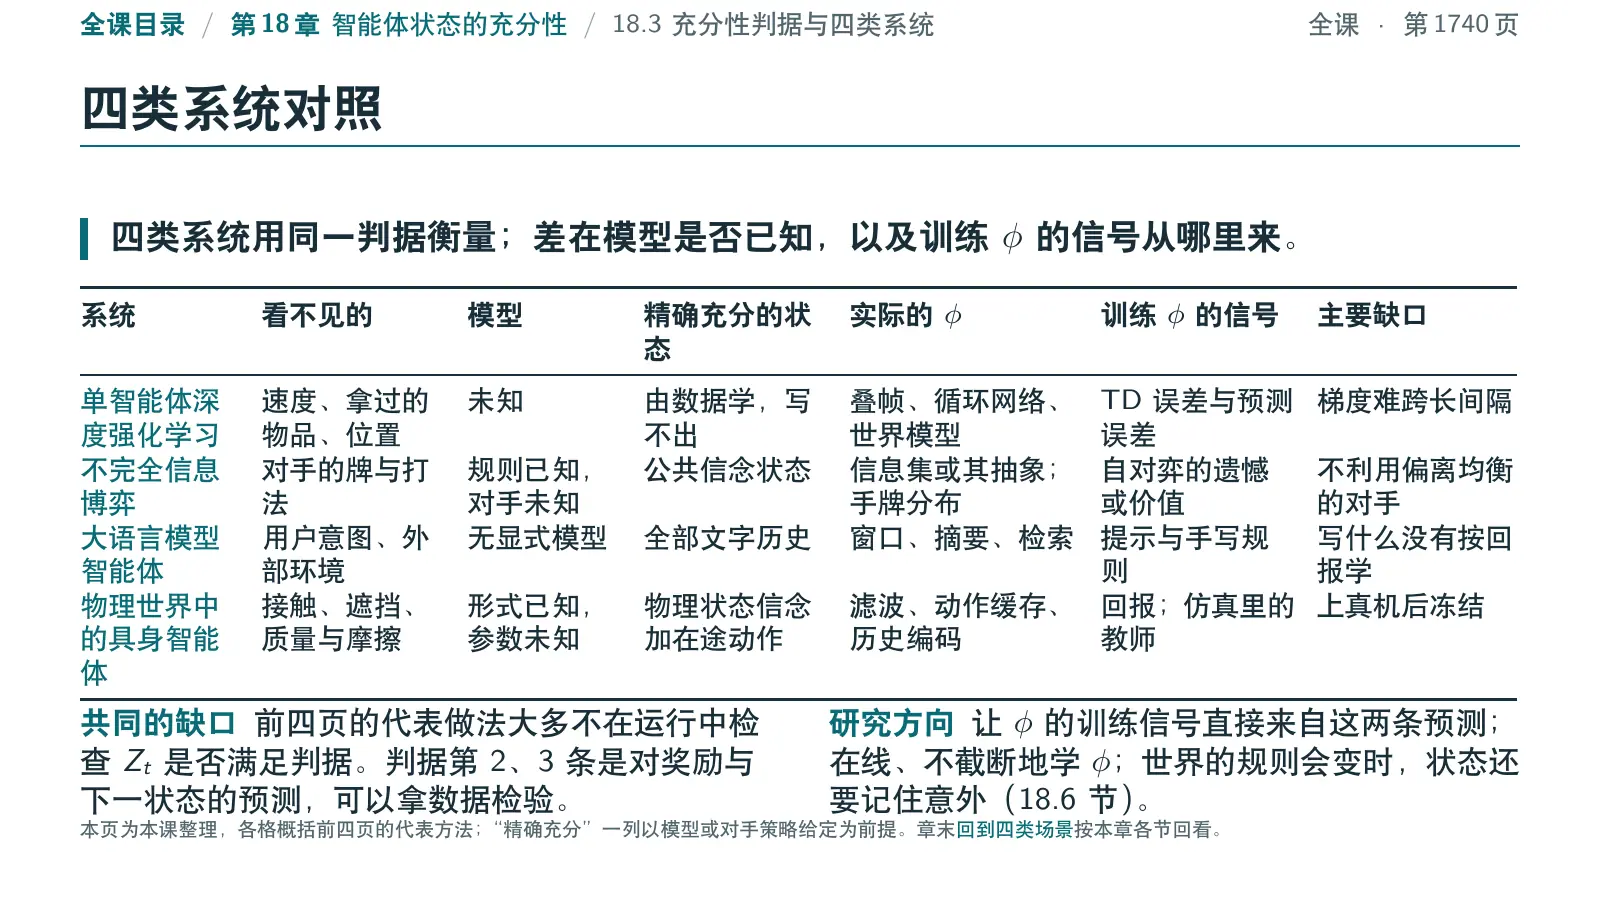 全课目录 / 第 18 章 智能体状态的充分性 / 18.3 充分性判据与四类系统
全课 · 第 1740 页
四类系统对照
四类系统用同一判据衡量；差在模型是否已知，以及训练 ϕ 的信号从哪里来。
系统 看不见的 模型 精确充分的状态 实际的 ϕ 训练 ϕ 的信号 主要缺口
单智能体深度强化学习 速度、拿过的物品、位置 未知 由数据学，写不出 叠帧、循环网络、世界模型 TD 误差与预测误差 梯度难跨长间隔
不完全信息博弈 对手的牌与打法 规则已知，对手未知 公共信念状态 信息集或其抽象；手牌分布 自对弈的遗憾或价值 不利用偏离均衡的对手
大语言模型智能体 用户意图、外部环境 无显式模型 全部文字历史 窗口、摘要、检索 提示与手写规则 写什么没有按回报学
物理世界中的具身智能体 接触、遮挡、质量与摩擦 形式已知，参数未知 物理状态信念加在途动作 滤波、动作缓存、历史编码 回报；仿真里的教师 上真机后冻结
共同的缺口 前四页的代表做法大多不在运行中检
查 Zt 是否满足判据。判据第 2、3 条是对奖励与
下一状态的预测，可以拿数据检验。
研究方向 让 ϕ 的训练信号直接来自这两条预测；
在线、不截断地学 ϕ；世界的规则会变时，状态还
要记住意外（18.6 节）。
本页为本课整理，各格概括前四页的代表方法；“精确充分”一列以模型或对手策略给定为前提。章末回到四类场景按本章各节回看。